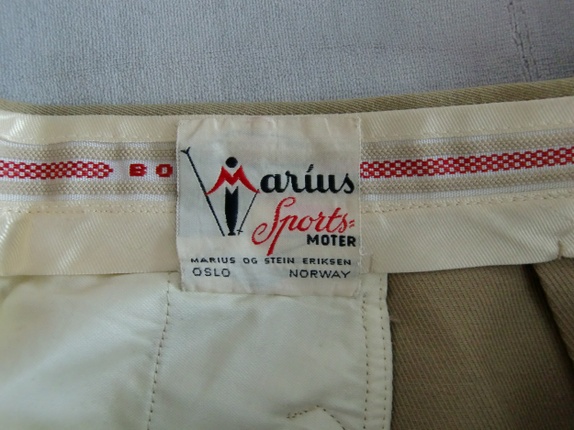 BO
Marius
Sports=
MOTER
MARIUS OG STEIN ERIKSEN
OSLO NORWAY